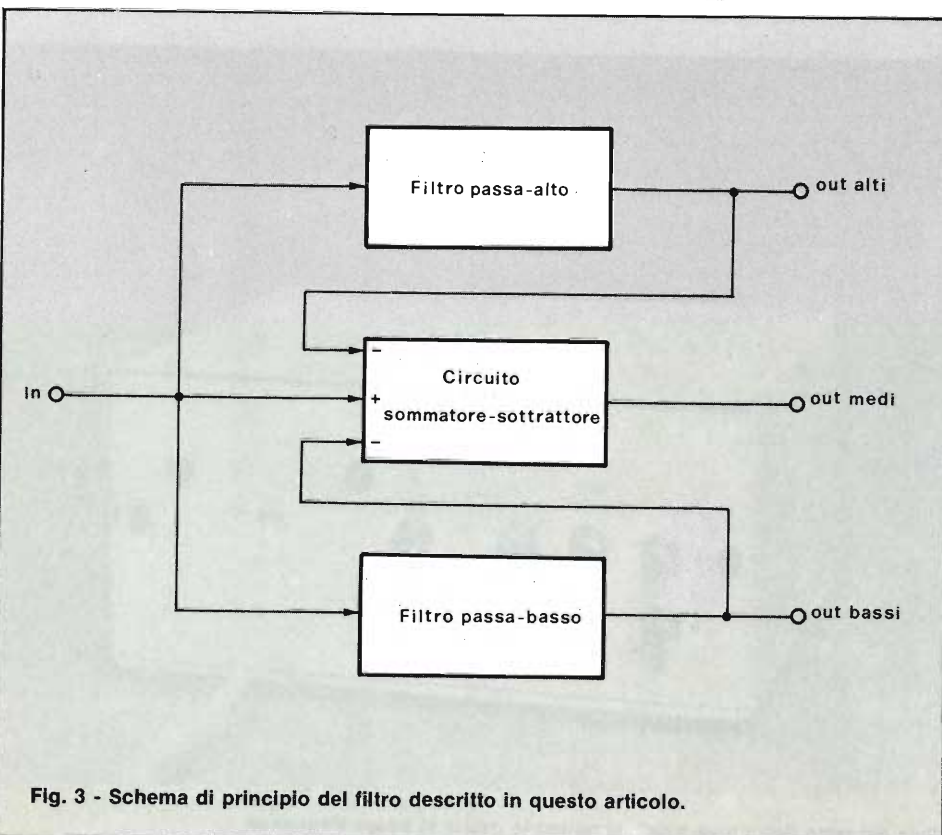 Filtro passa-alto
out alti
−
Circuito
In
+
sommatore-sottrattore
out medi
−
Filtro passa-basso
out bassi
Fig. 3 - Schema di principio del filtro descritto in questo articolo.